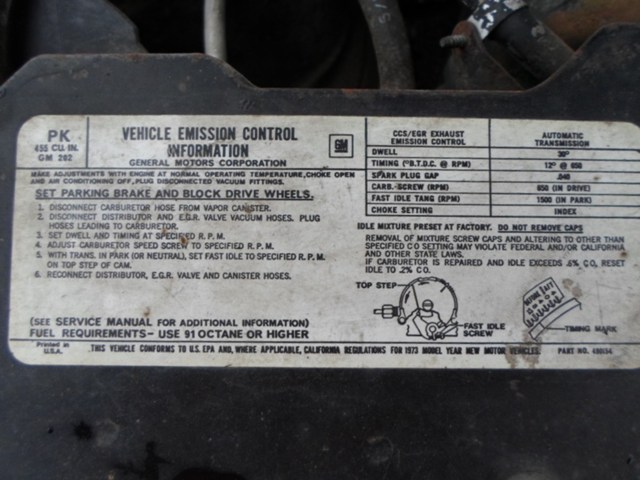 PK
455 CU. IN.
GM 202
VEHICLE EMISSION CONTROL
INFORMATION
GENERAL MOTORS CORPORATION
GM
MAKE ADJUSTMENTS WITH ENGINE AT NORMAL OPERATING TEMPERATURE, CHOKE OPEN
AND AIR CONDITIONING OFF, PLUG DISCONNECTED VACUUM FITTINGS.
SET PARKING BRAKE AND BLOCK DRIVE WHEELS.
1. DISCONNECT CARBURETOR HOSE FROM VAPOR CANISTER.
2. DISCONNECT DISTRIBUTOR AND E.G.R. VALVE VACUUM HOSES. PLUG
HOSES LEADING TO CARBURETOR.
3. SET DWELL AND TIMING AT SPECIFIED R.P.M.
4. ADJUST CARBURETOR SPEED SCREW TO SPECIFIED R.P.M.
5. WITH TRANS. IN PARK (OR NEUTRAL), SET FAST IDLE TO SPECIFIED R.P.M.
ON TOP STEP OF CAM.
6. RECONNECT DISTRIBUTOR, E.G.R. VALVE AND CANISTER HOSES.
(SEE SERVICE MANUAL FOR ADDITIONAL INFORMATION)
FUEL REQUIREMENTS - USE 91 OCTANE OR HIGHER
CCS/EGR EXHAUST EMISSION CONTROL AUTOMATIC TRANSMISSION
DWELL 30°
TIMING (°B.T.D.C. @ RPM) 12° @ 650
SPARK PLUG GAP .040
CARB.-SCREW (RPM) 650 (IN DRIVE)
FAST IDLE TANG (RPM) 1500 (IN PARK)
CHOKE SETTING INDEX
IDLE MIXTURE PRESET AT FACTORY. DO NOT REMOVE CAPS
REMOVAL OF MIXTURE SCREW CAPS AND ALTERING TO OTHER THAN
SPECIFIED C.O SETTING MAY VIOLATE FEDERAL AND/OR CALIFORNIA
AND OTHER STATE LAWS.
IF CARBURETOR IS REPAIRED AND IDLE EXCEEDS .5% C.O, RESET
IDLE TO .2% C.O.
TOP STEP
FAST IDLE
SCREW
TIMING MARK
Printed in
U.S.A.
THIS VEHICLE CONFORMS TO U.S. EPA AND, WHERE APPLICABLE, CALIFORNIA REGULATIONS FOR 1973 MODEL YEAR NEW MOTOR VEHICLES.
PART NO.